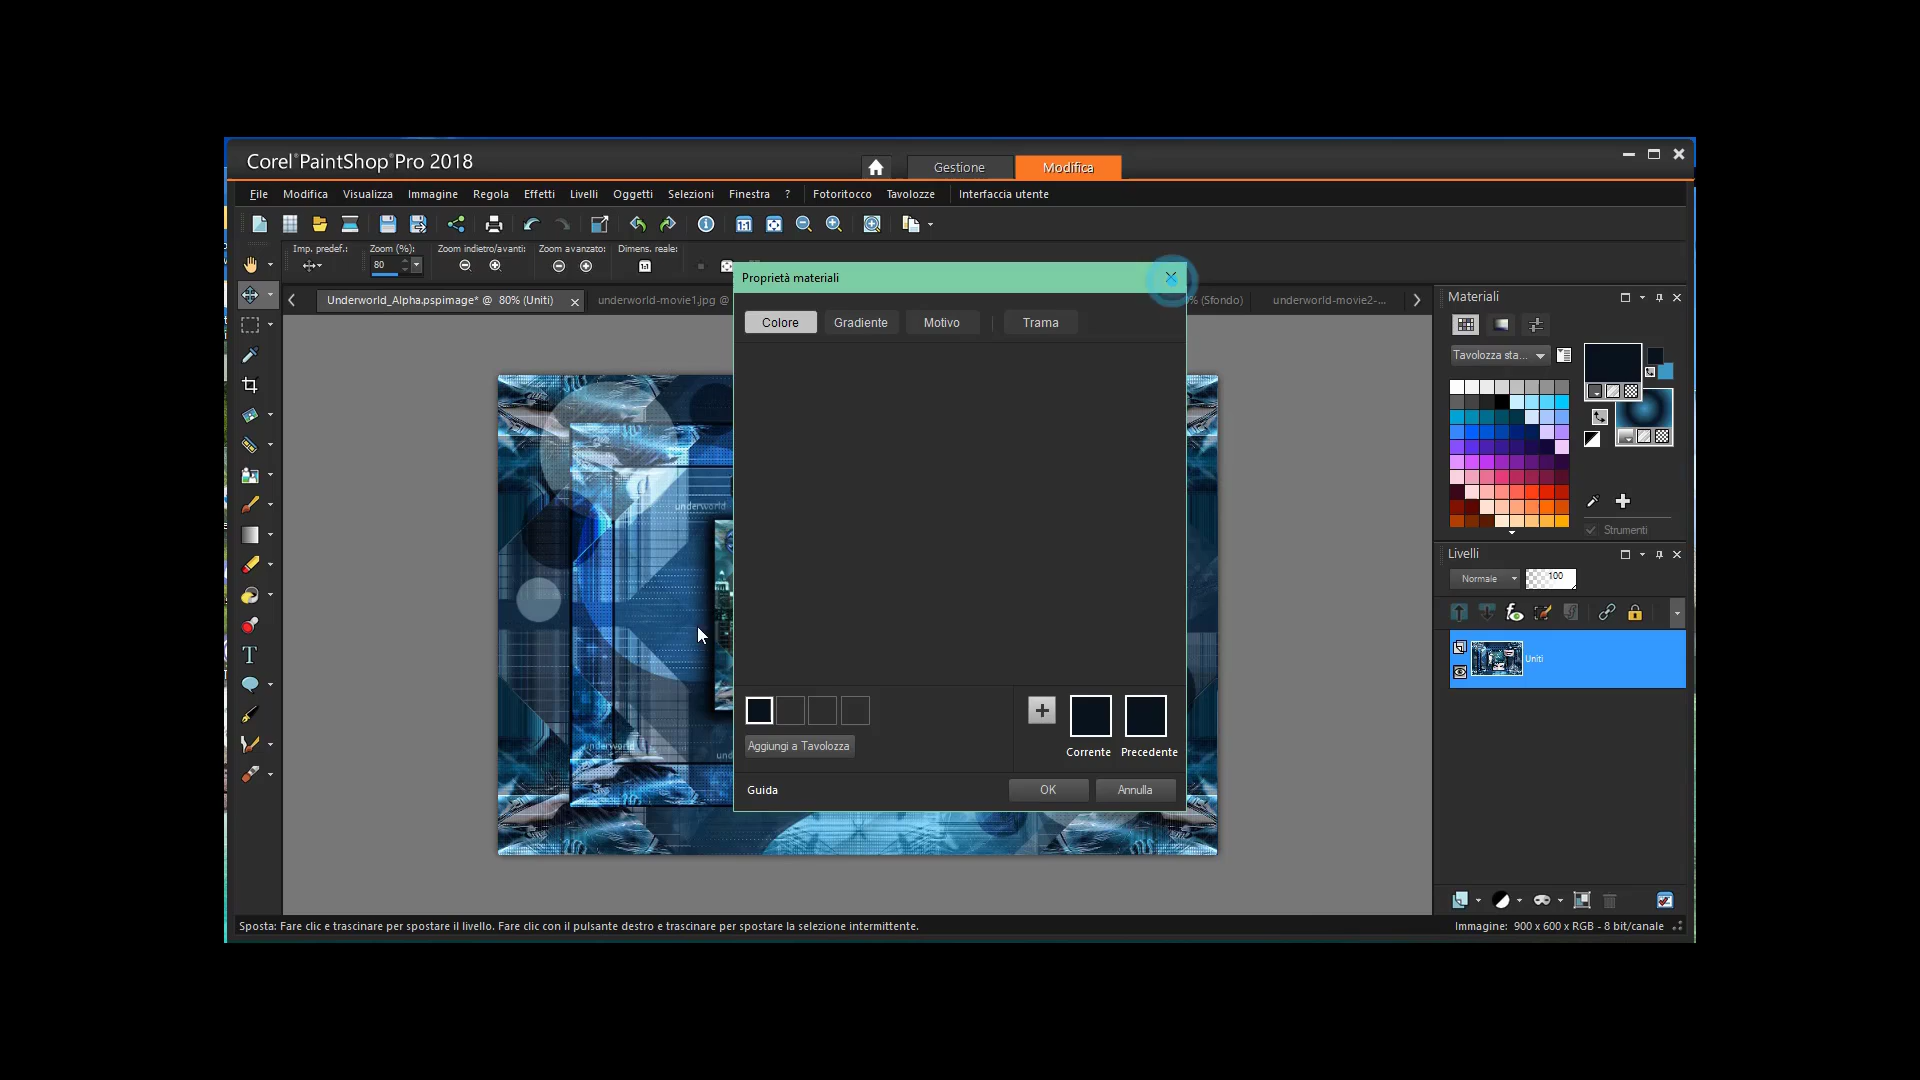 Corel®PaintShop®Pro 2018
Gestione
Modifica
File Modifica Visualizza Immagine Regola Effetti Livelli Oggetti Selezioni Finestra ? Fotoritocco Tavolozze Interfaccia utente
Imp. predef.: Zoom (%): Zoom indietro/avanti: Zoom avanzato: Dimens. reale:
80
Proprietà materiali
Underworld_Alpha.pspimage* @ 80% (Uniti)
underworld-movie1.jpg @
% (Sfondo)
underworld-movie2-...
Materiali
Colore Gradiente Motivo Trama
Tavolozza sta...
underworld
Strumenti
Livelli
Normale 100
Uniti
underworld
und
Aggiungi a Tavolozza
Corrente Precedente
Guida
OK Annulla
Sposta: Fare clic e trascinare per spostare il livello. Fare clic con il pulsante destro e trascinare per spostare la selezione intermittente.
Immagine: 900 x 600 x RGB - 8 bit/canale